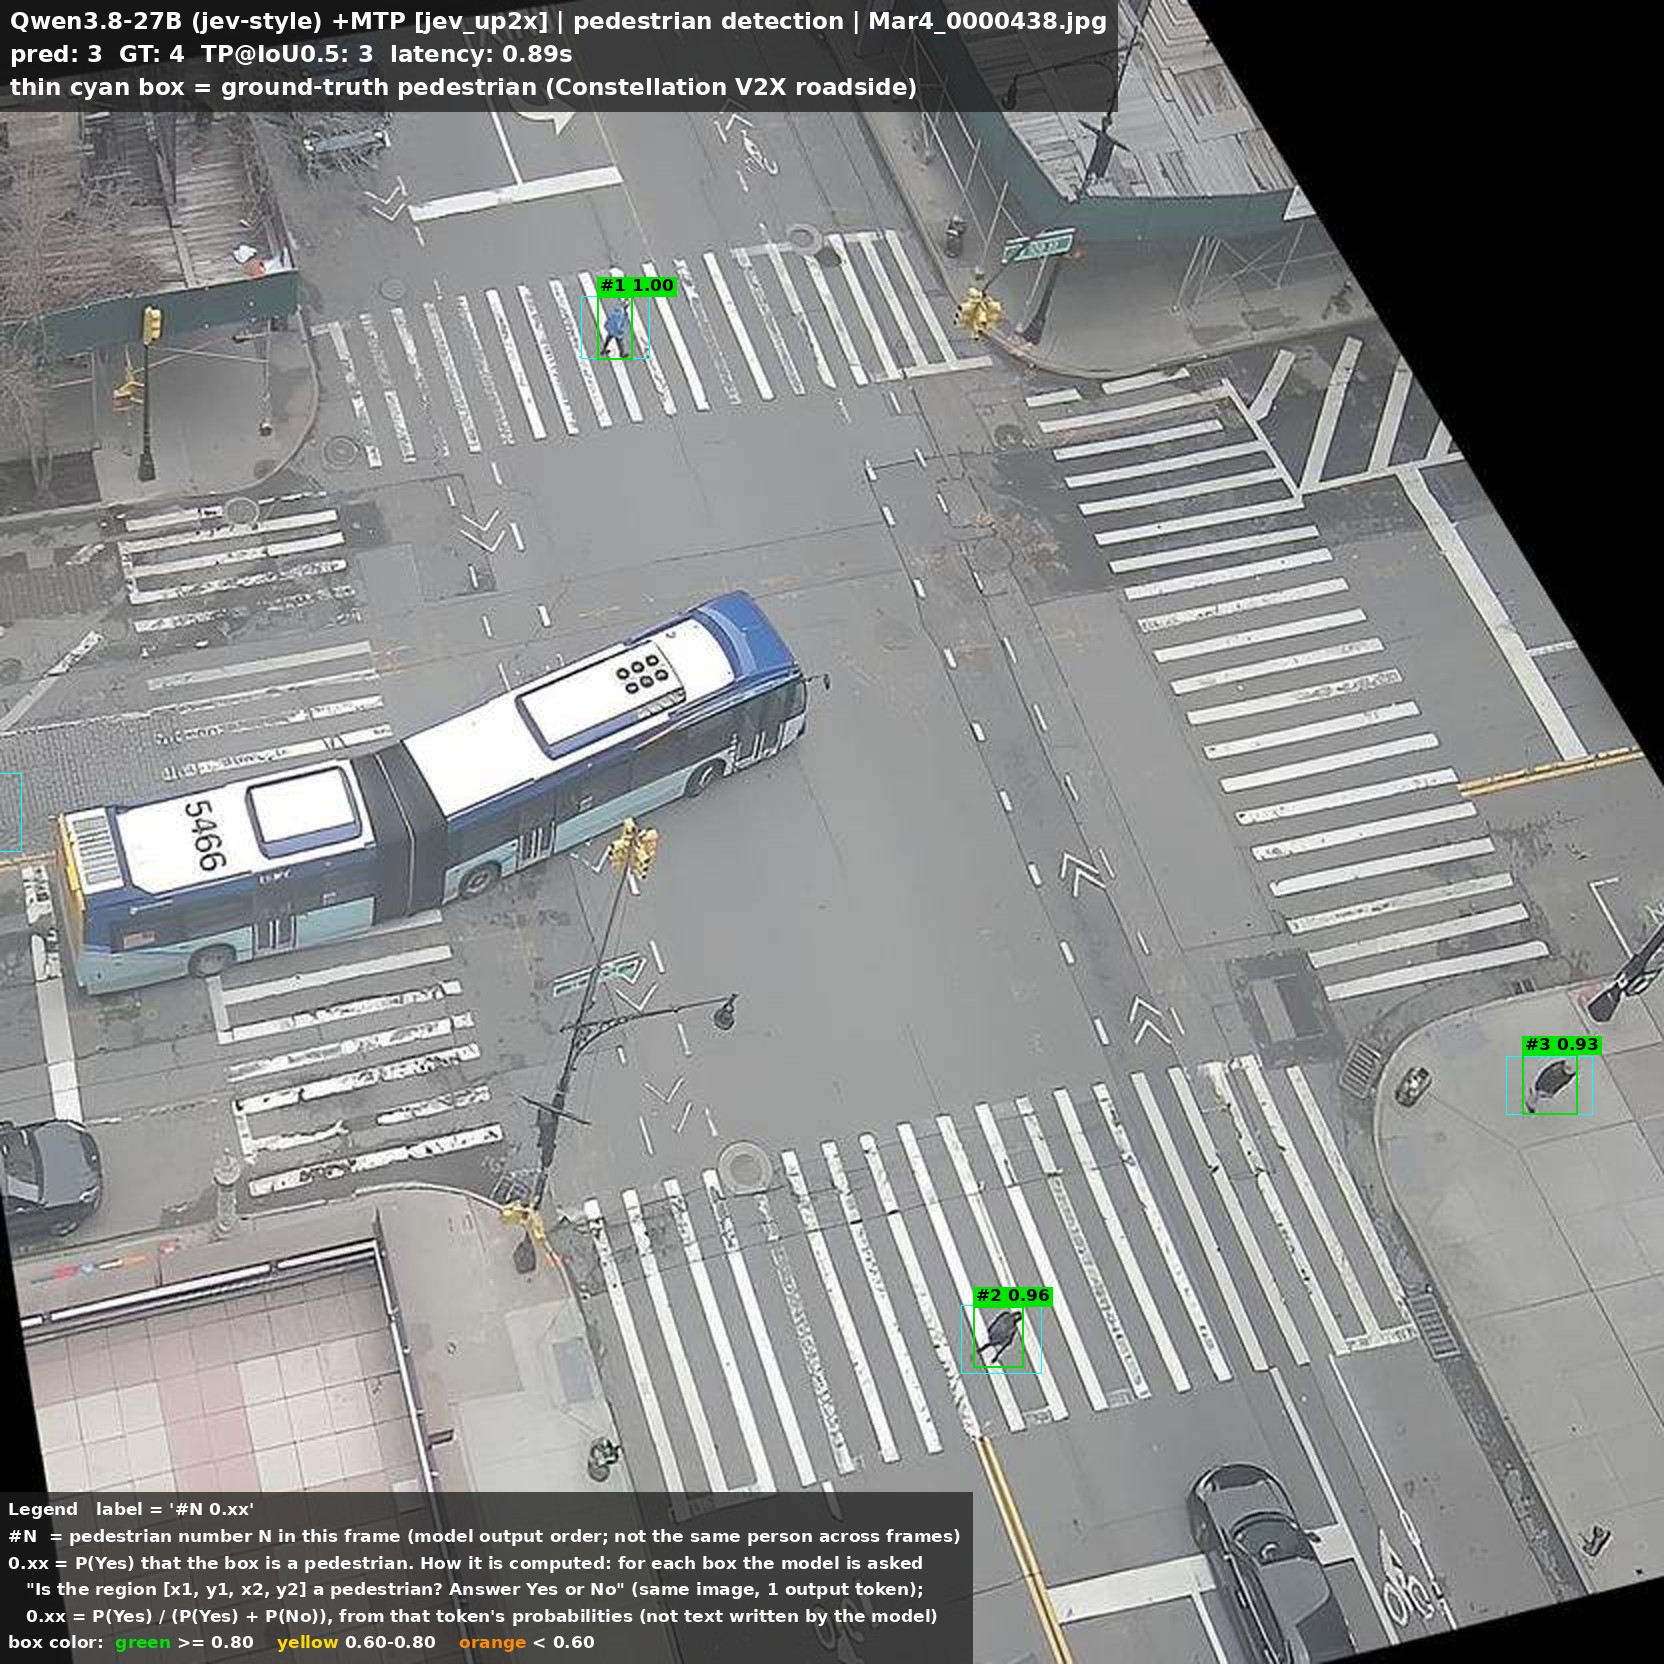 Qwen3.8-27B (jev-style) +MTP [jev_up2x] | pedestrian detection | Mar4_0000438.jpg
pred: 3  GT: 4  TP@IoU0.5: 3  latency: 0.89s
thin cyan box = ground-truth pedestrian (Constellation V2X roadside)
#1 1.00
5466
#3 0.93
#2 0.96
Legend   label = '#N 0.xx'
#N  = pedestrian number N in this frame (model output order; not the same person across frames)
0.xx = P(Yes) that the box is a pedestrian. How it is computed: for each box the model is asked
"Is the region [x1, y1, x2, y2] a pedestrian? Answer Yes or No" (same image, 1 output token);
0.xx = P(Yes) / (P(Yes) + P(No)), from that token's probabilities (not text written by the model)
box color:  green >= 0.80    yellow 0.60-0.80    orange < 0.60